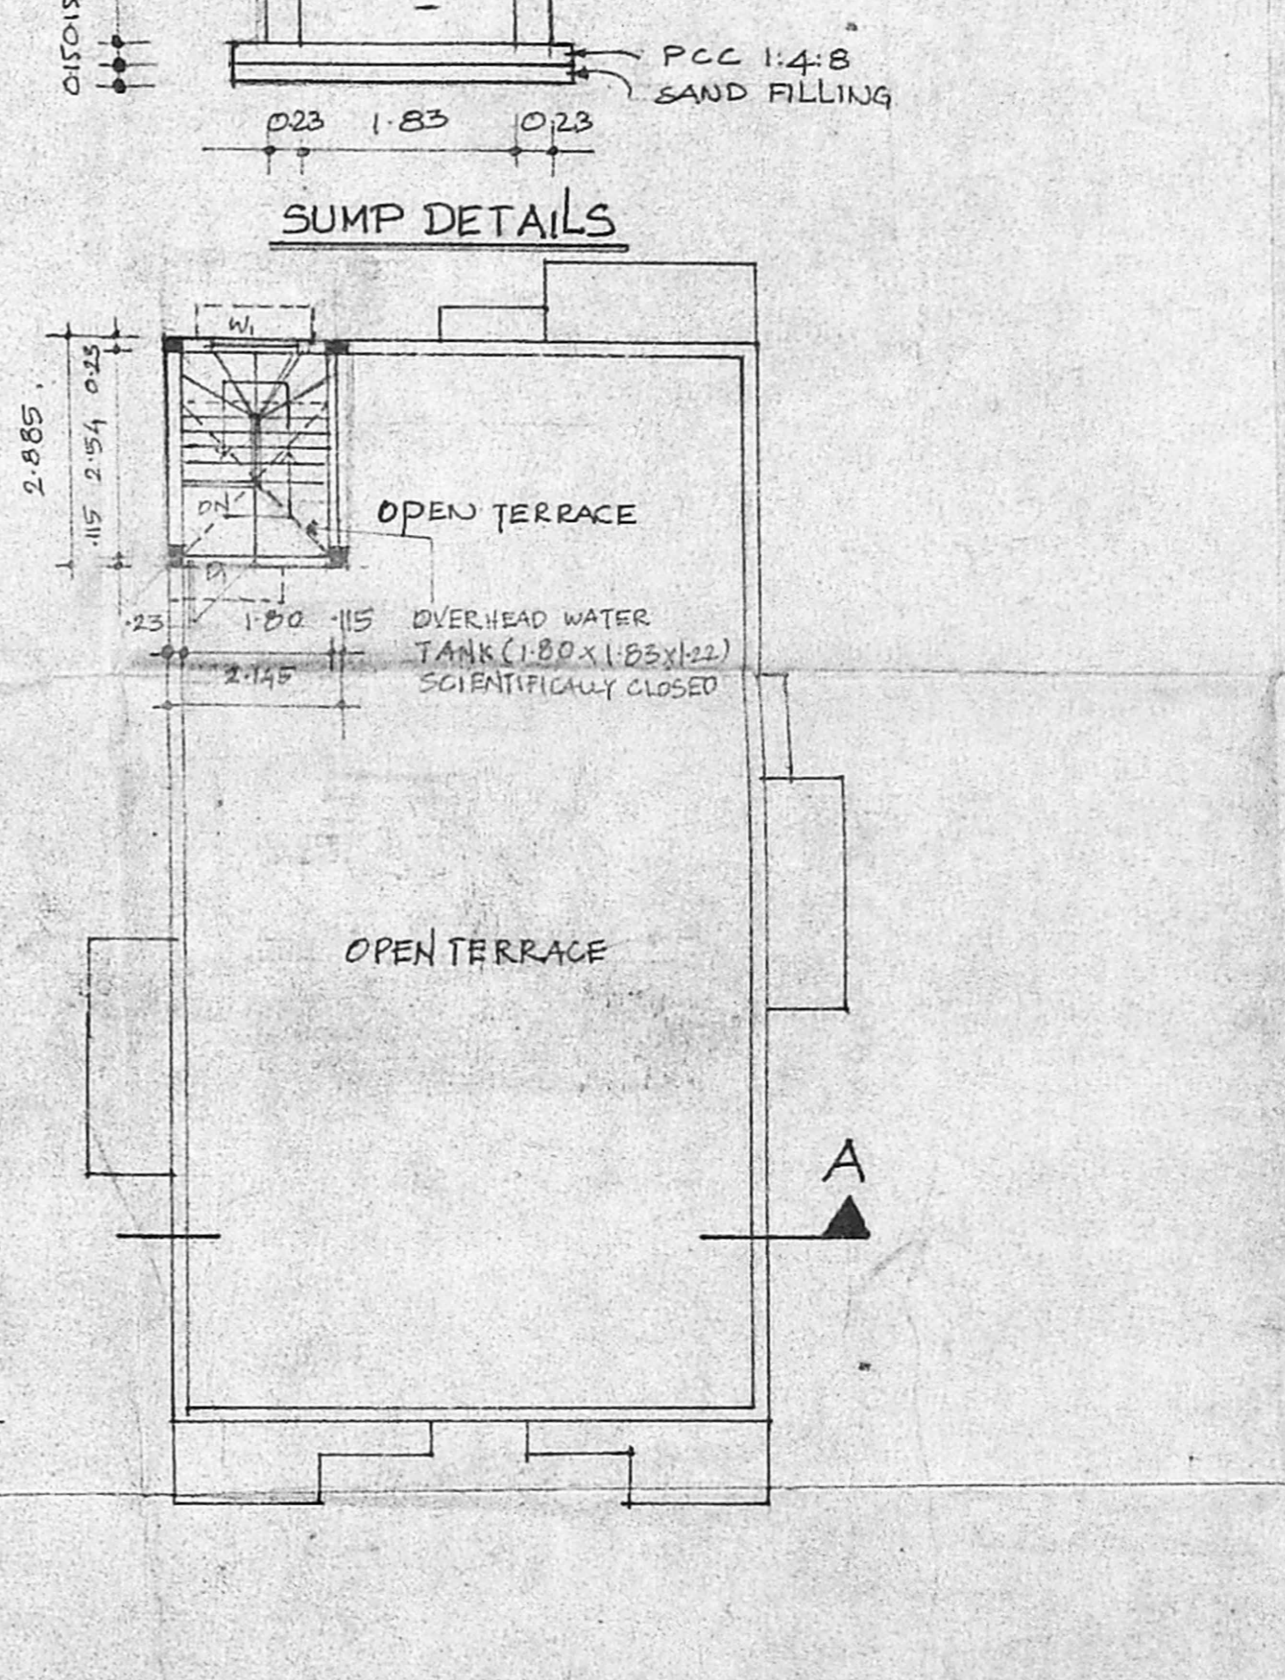 PCC 1:4:8
SAND FILLING
0.15 0.15
0.23 1.83 0.23
SUMP DETAILS
W1
2.885
.115 2.54 0.23
DN
OPEN TERRACE
D1
.23 1.80 .115
2.145
OVERHEAD WATER
TANK (1.80 x 1.83 x 1.22)
SCIENTIFICALLY CLOSED
OPEN TERRACE
A